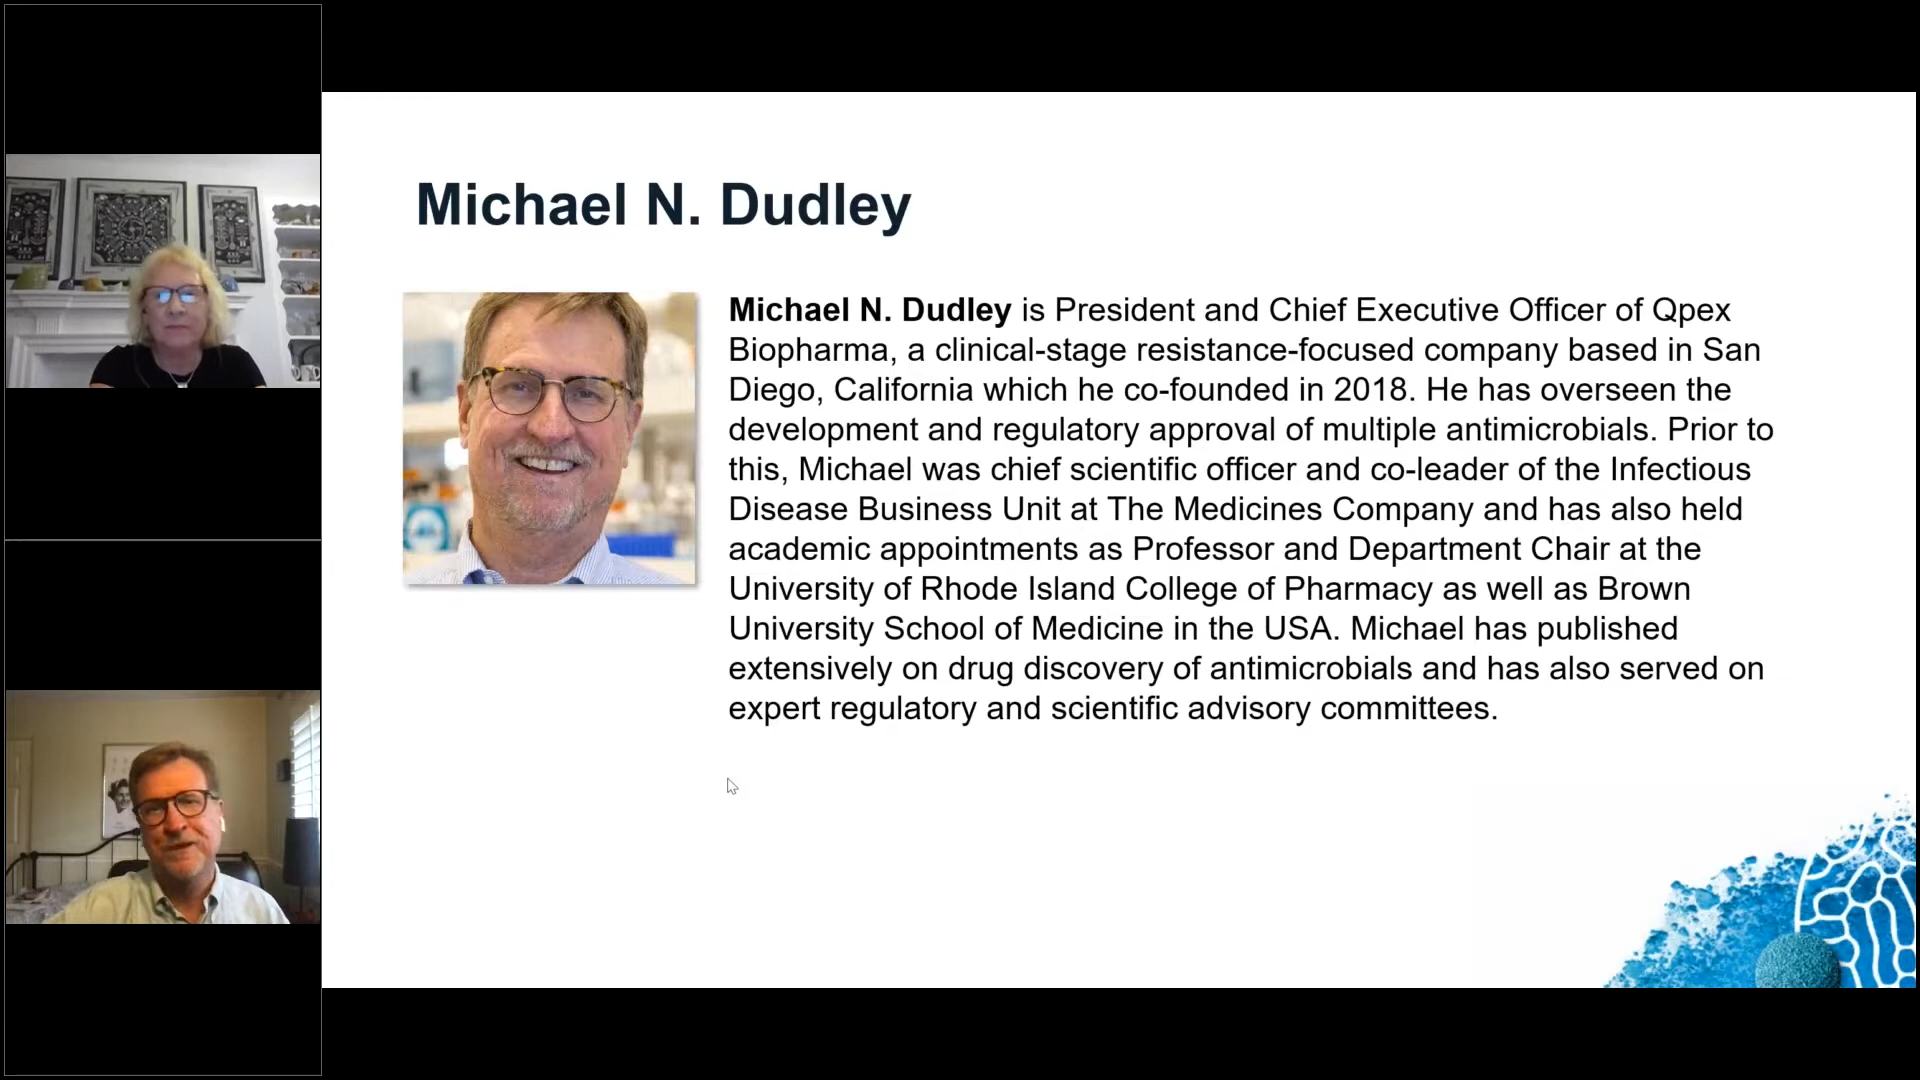 Michael N. Dudley
Michael N. Dudley is President and Chief Executive Officer of Qpex
Biopharma, a clinical-stage resistance-focused company based in San
Diego, California which he co-founded in 2018. He has overseen the
development and regulatory approval of multiple antimicrobials. Prior to
this, Michael was chief scientific officer and co-leader of the Infectious
Disease Business Unit at The Medicines Company and has also held
academic appointments as Professor and Department Chair at the
University of Rhode Island College of Pharmacy as well as Brown
University School of Medicine in the USA. Michael has published
extensively on drug discovery of antimicrobials and has also served on
expert regulatory and scientific advisory committees.